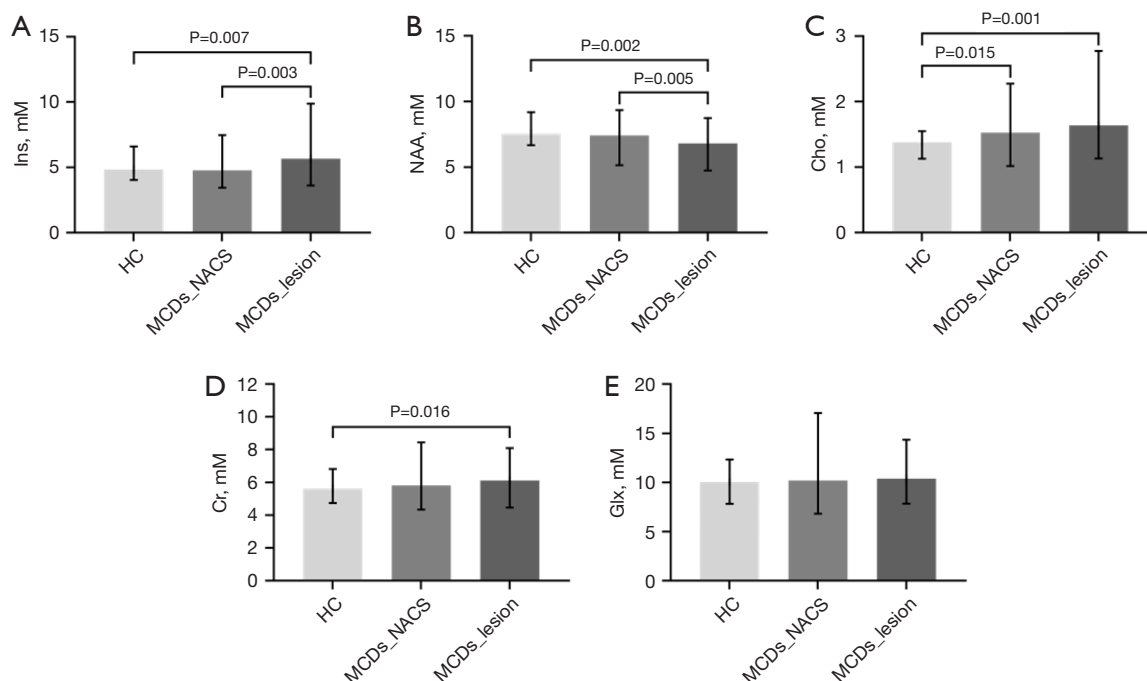 A
Ins, mM
15
10
5
0
P=0.007
P=0.003
HC
MCDs_NACS
MCDs_lesion
B
NAA, mM
15
10
5
0
P=0.002
P=0.005
HC
MCDs_NACS
MCDs_lesion
C
Cho, mM
3
2
1
0
P=0.001
P=0.015
HC
MCDs_NACS
MCDs_lesion
D
Cr, mM
12
10
8
6
4
2
0
P=0.016
HC
MCDs_NACS
MCDs_lesion
E
Glx, mM
20
15
10
5
0
HC
MCDs_NACS
MCDs_lesion